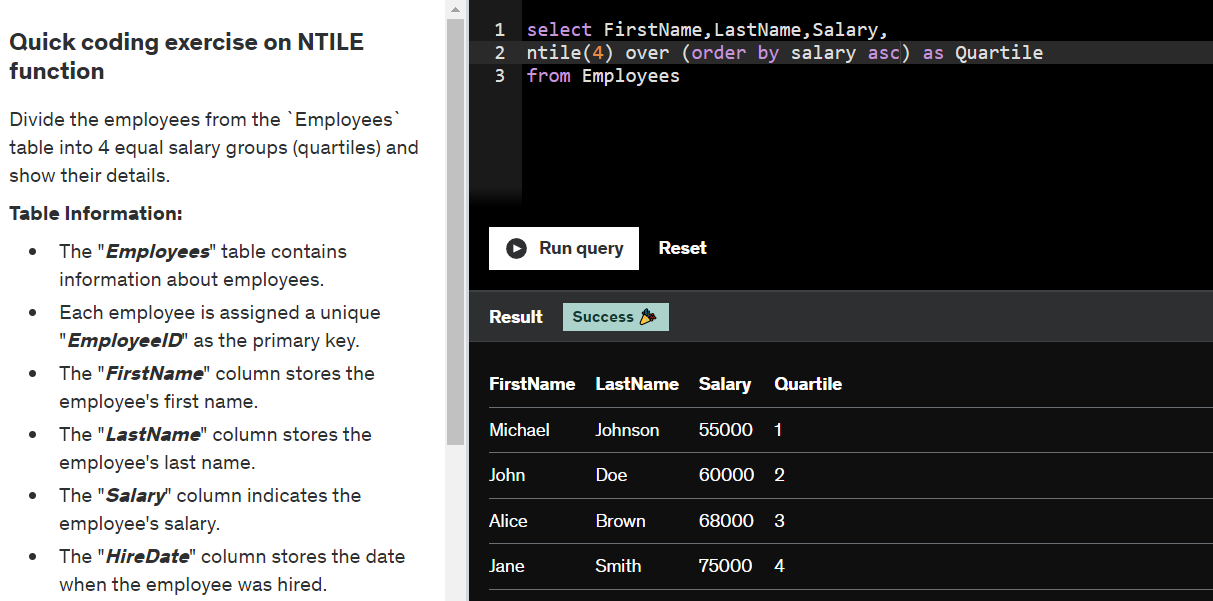 Quick coding exercise on NTILE
function
Divide the employees from the `Employees`
table into 4 equal salary groups (quartiles) and
show their details.
Table Information:
• The "Employees" table contains
information about employees.
• Each employee is assigned a unique
"EmployeeID" as the primary key.
• The "FirstName" column stores the
employee's first name.
• The "LastName" column stores the
employee's last name.
• The "Salary" column indicates the
employee's salary.
• The "HireDate" column stores the date
when the employee was hired.
1 select FirstName,LastName,Salary,
2 ntile(4) over (order by salary asc) as Quartile
3 from Employees
Run query Reset
Result Success 🎉
FirstName LastName Salary Quartile
Michael Johnson 55000 1
John Doe 60000 2
Alice Brown 68000 3
Jane Smith 75000 4